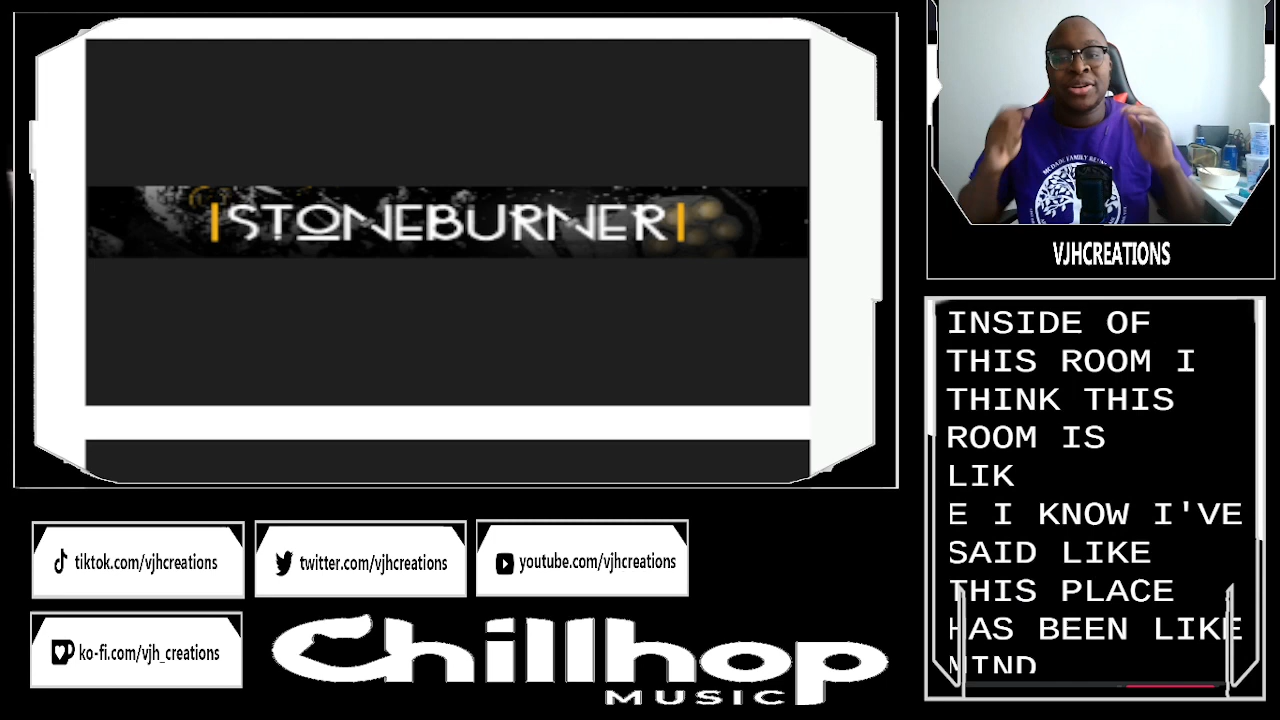 |STONEBURNER|
VJHCREATIONS
INSIDE OF
THIS ROOM I
THINK THIS
ROOM IS
LIK
E I KNOW I'VE
SAID LIKE
THIS PLACE
HAS BEEN LIKE
MIND
tiktok.com/vjhcreations
twitter.com/vjhcreations
youtube.com/vjhcreations
ko-fi.com/vjh_creations
Chillhop
MUSIC